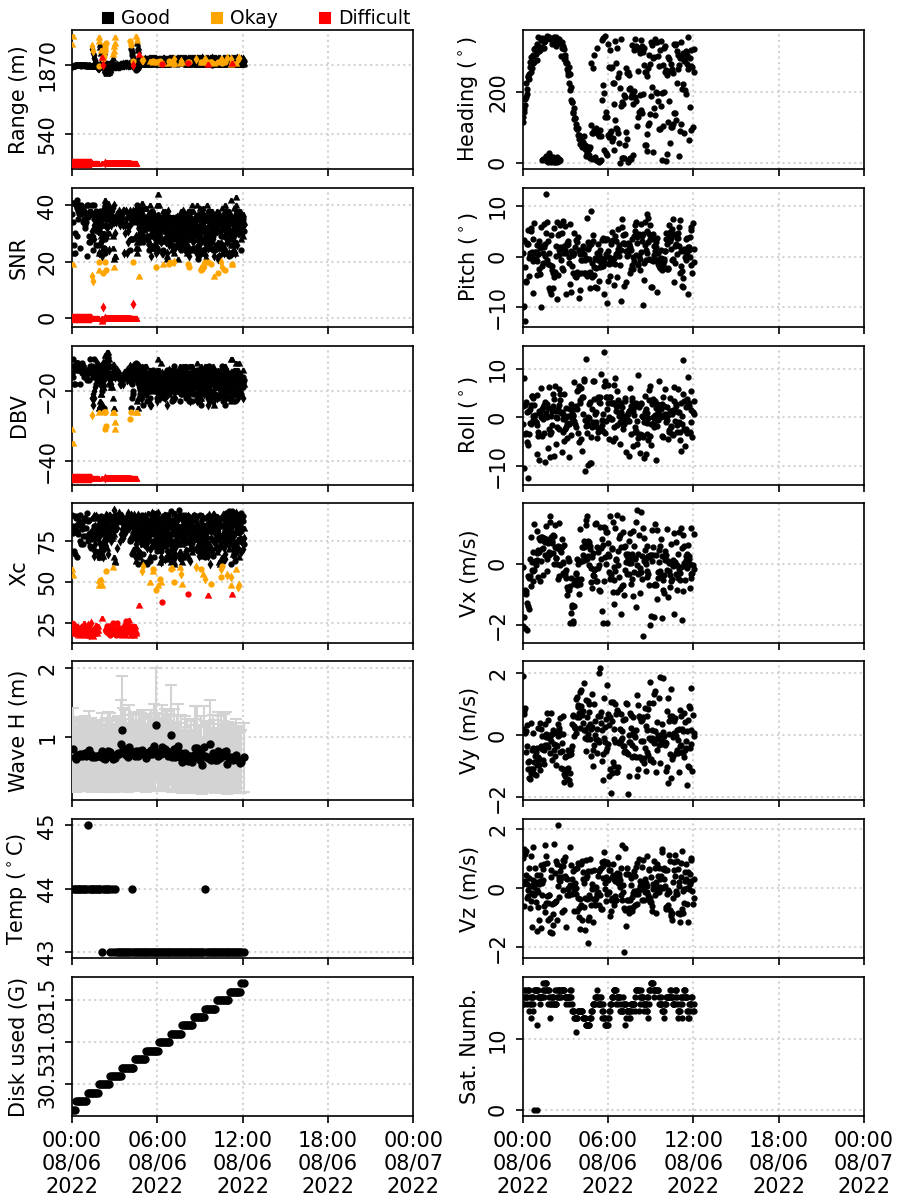 Good Okay Difficult
Range (m)
1870
540
Heading (°)
200
0
SNR
40
20
0
Pitch (°)
10
0
−10
DBV
−20
−40
Roll (°)
10
0
−10
Xc
75
50
25
Vx (m/s)
0
−2
Wave H (m)
2
1
Vy (m/s)
2
0
−2
Temp (°C)
45
44
43
Vz (m/s)
2
0
−2
Disk used (G)
31.5
31.0
30.5
Sat. Numb.
10
0
00:00 06:00 12:00 18:00 00:00
08/06 08/06 08/06 08/06 08/07
2022 2022 2022 2022 2022
00:00 06:00 12:00 18:00 00:00
08/06 08/06 08/06 08/06 08/07
2022 2022 2022 2022 2022